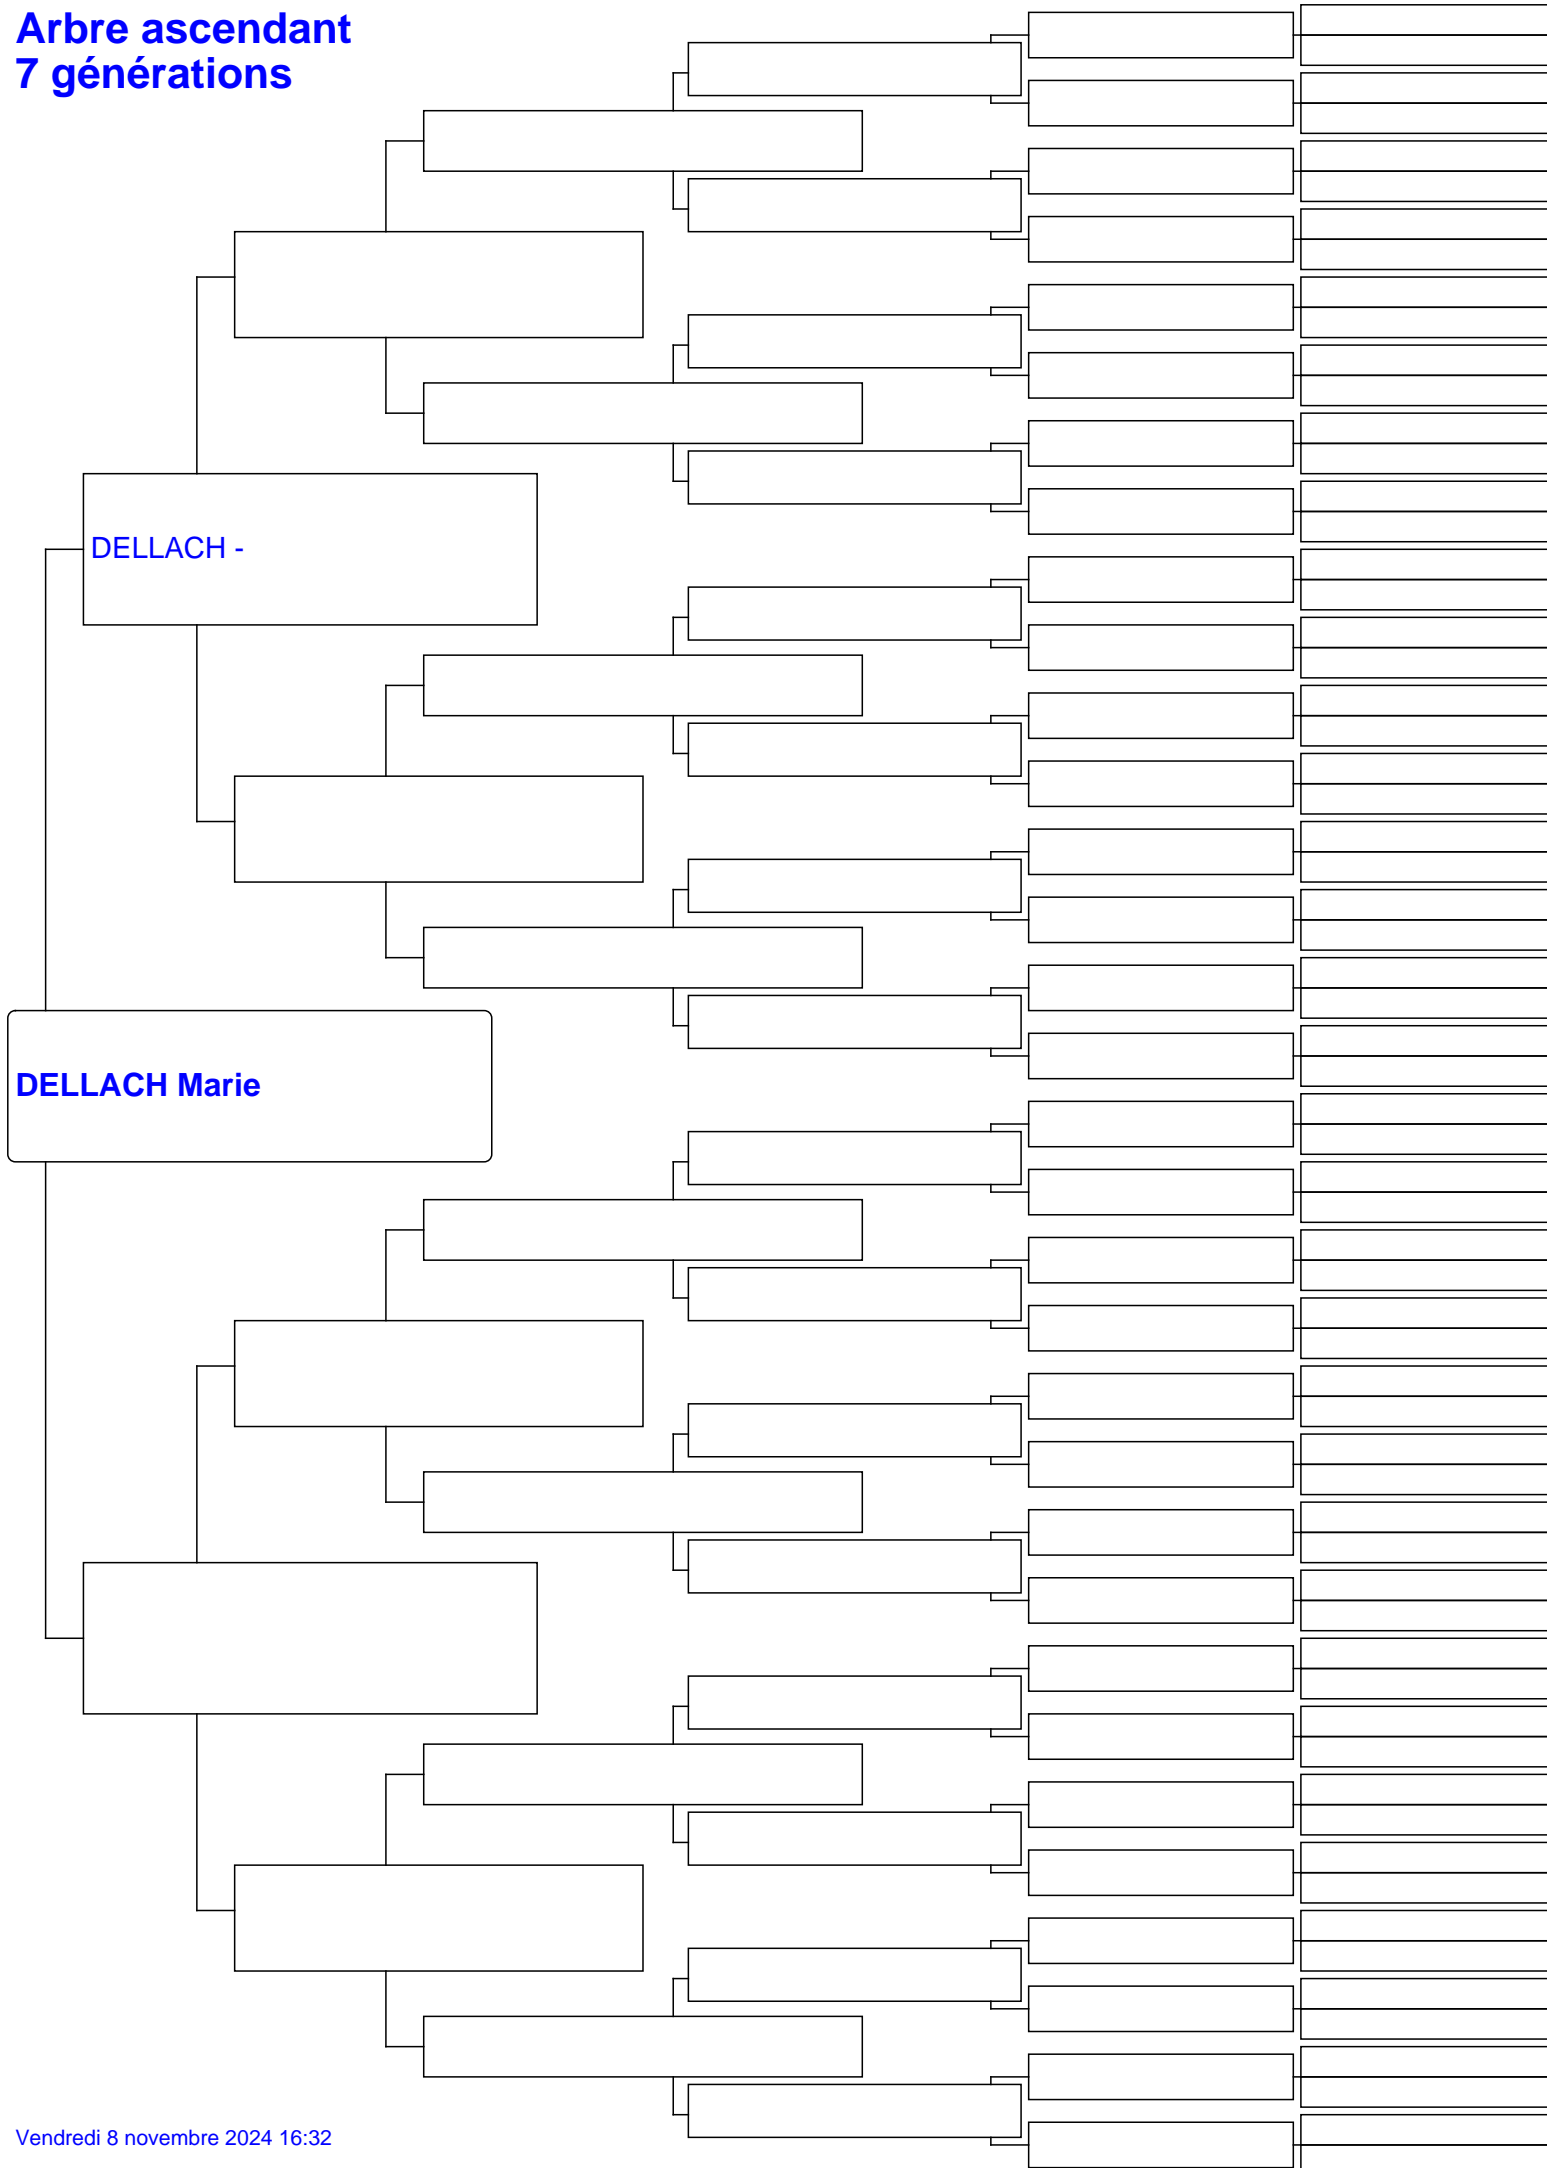 Arbre ascendant
7 générations
DELLACH -
DELLACH Marie
Vendredi 8 novembre 2024 16:32